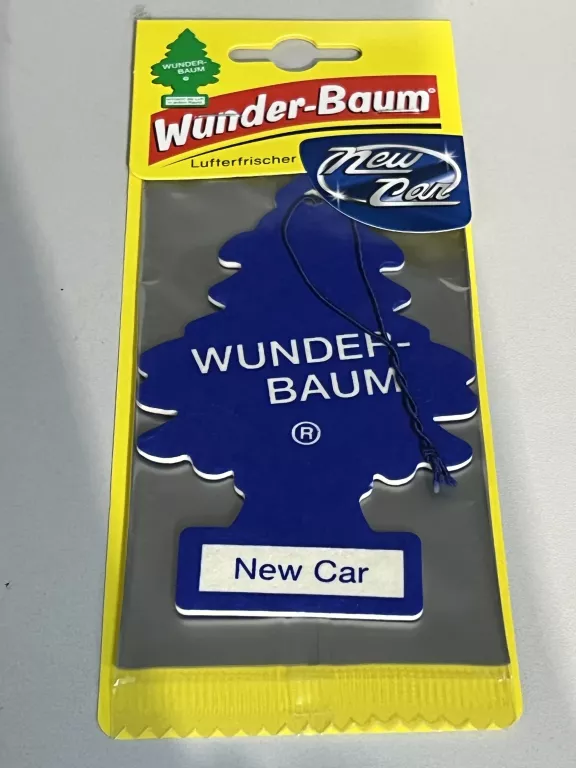 WUNDER-
BAUM
Wunder-Baum®
Lufterfrischer
New
Car
WUNDER-
BAUM
®
New Car